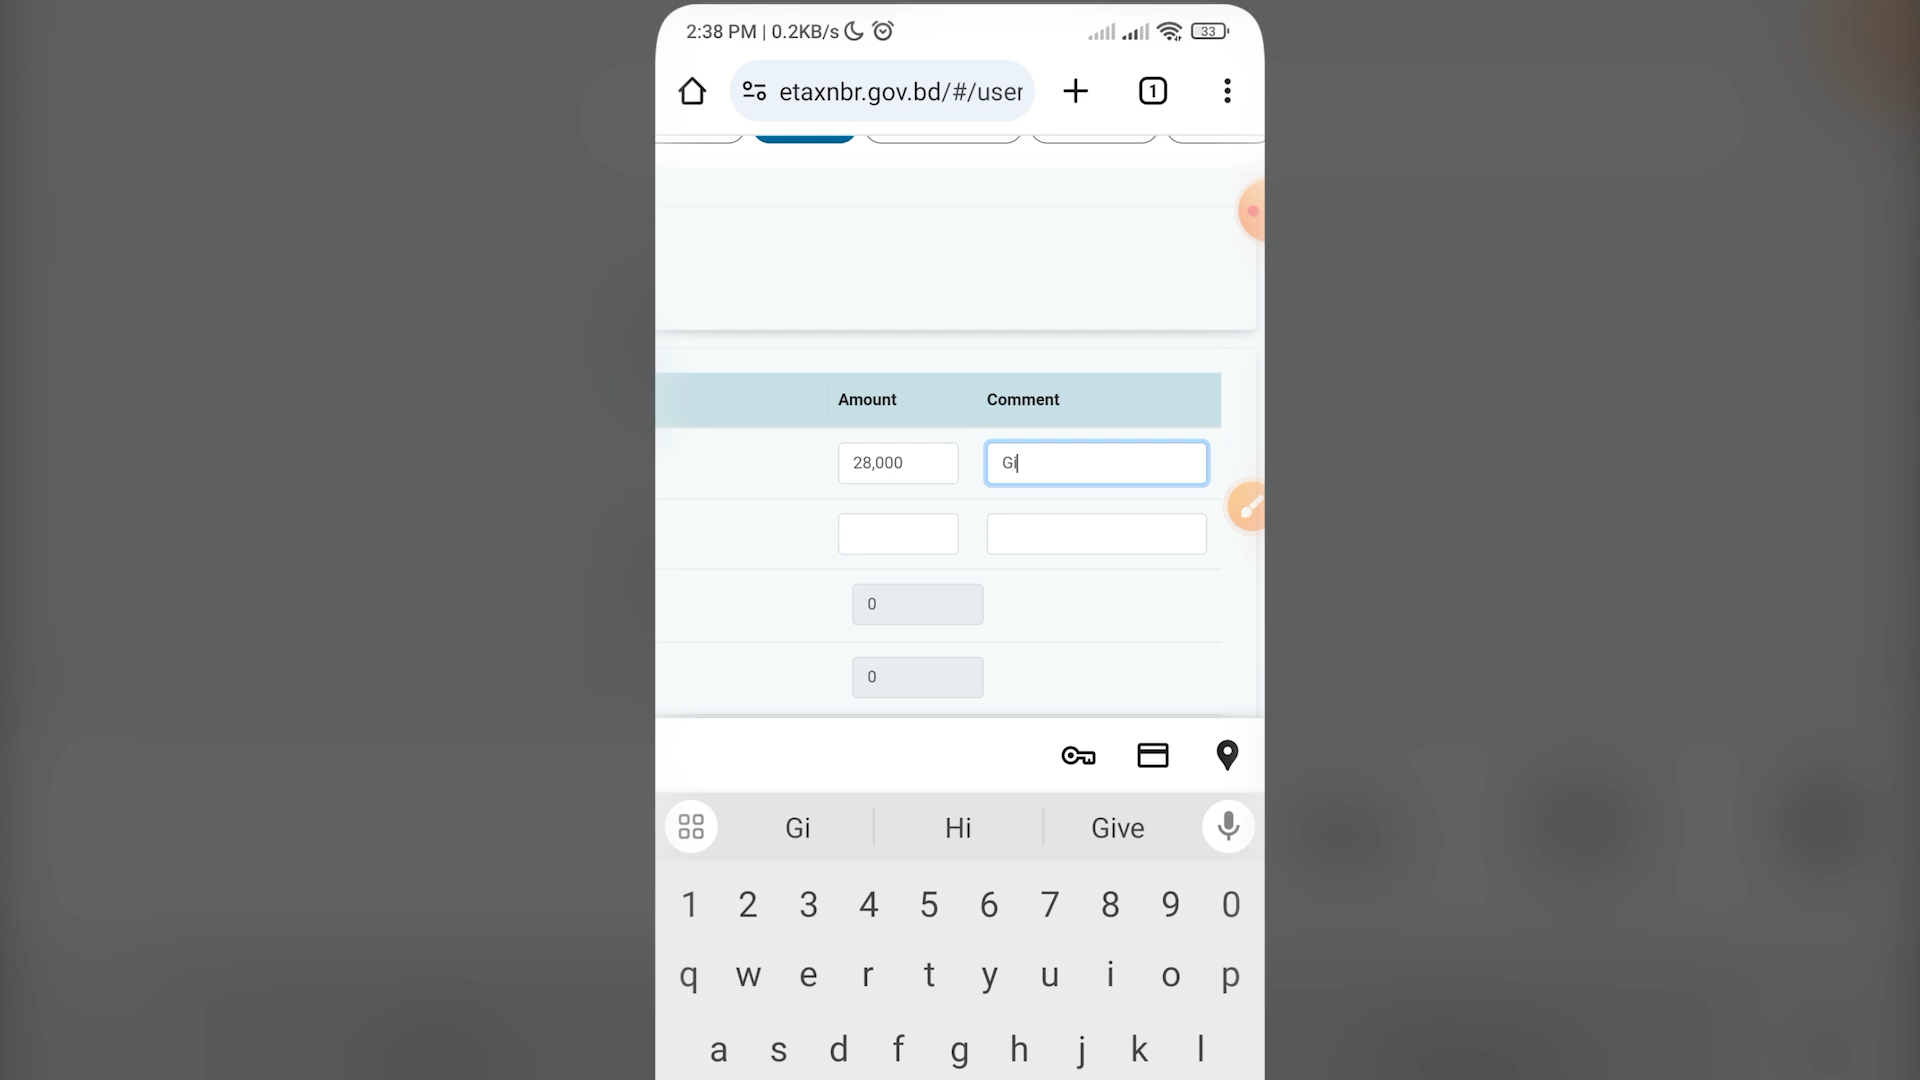 2:38 PM | 0.2KB/s 33
etaxnbr.gov.bd/#/user 1
Amount Comment
28,000 Gi
0
0
Gi Hi Give
1 2 3 4 5 6 7 8 9 0
q w e r t y u i o p
a s d f g h j k l